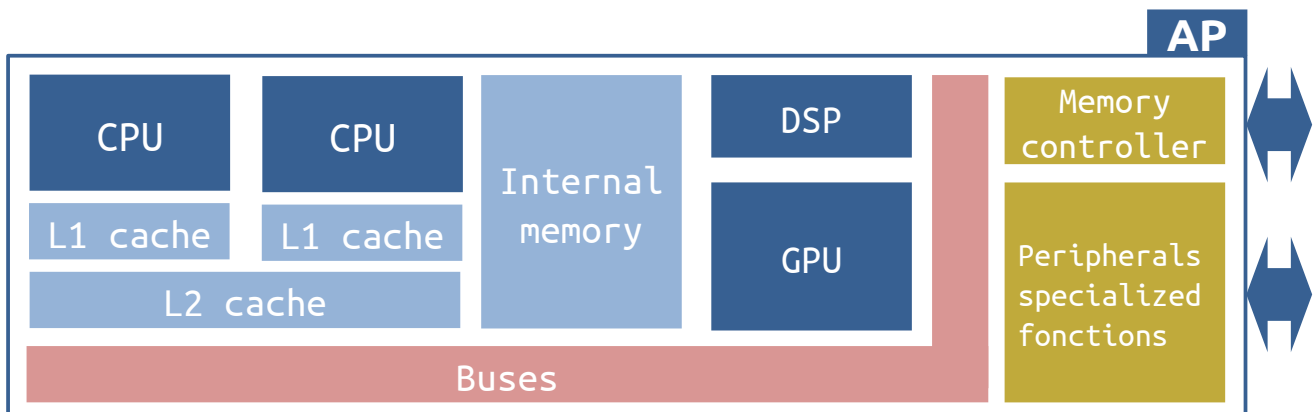 AP
CPU
CPU
Internal
memory
DSP
Memory
controller
L1 cache
L1 cache
GPU
Peripherals
specialized
fonctions
L2 cache
Buses